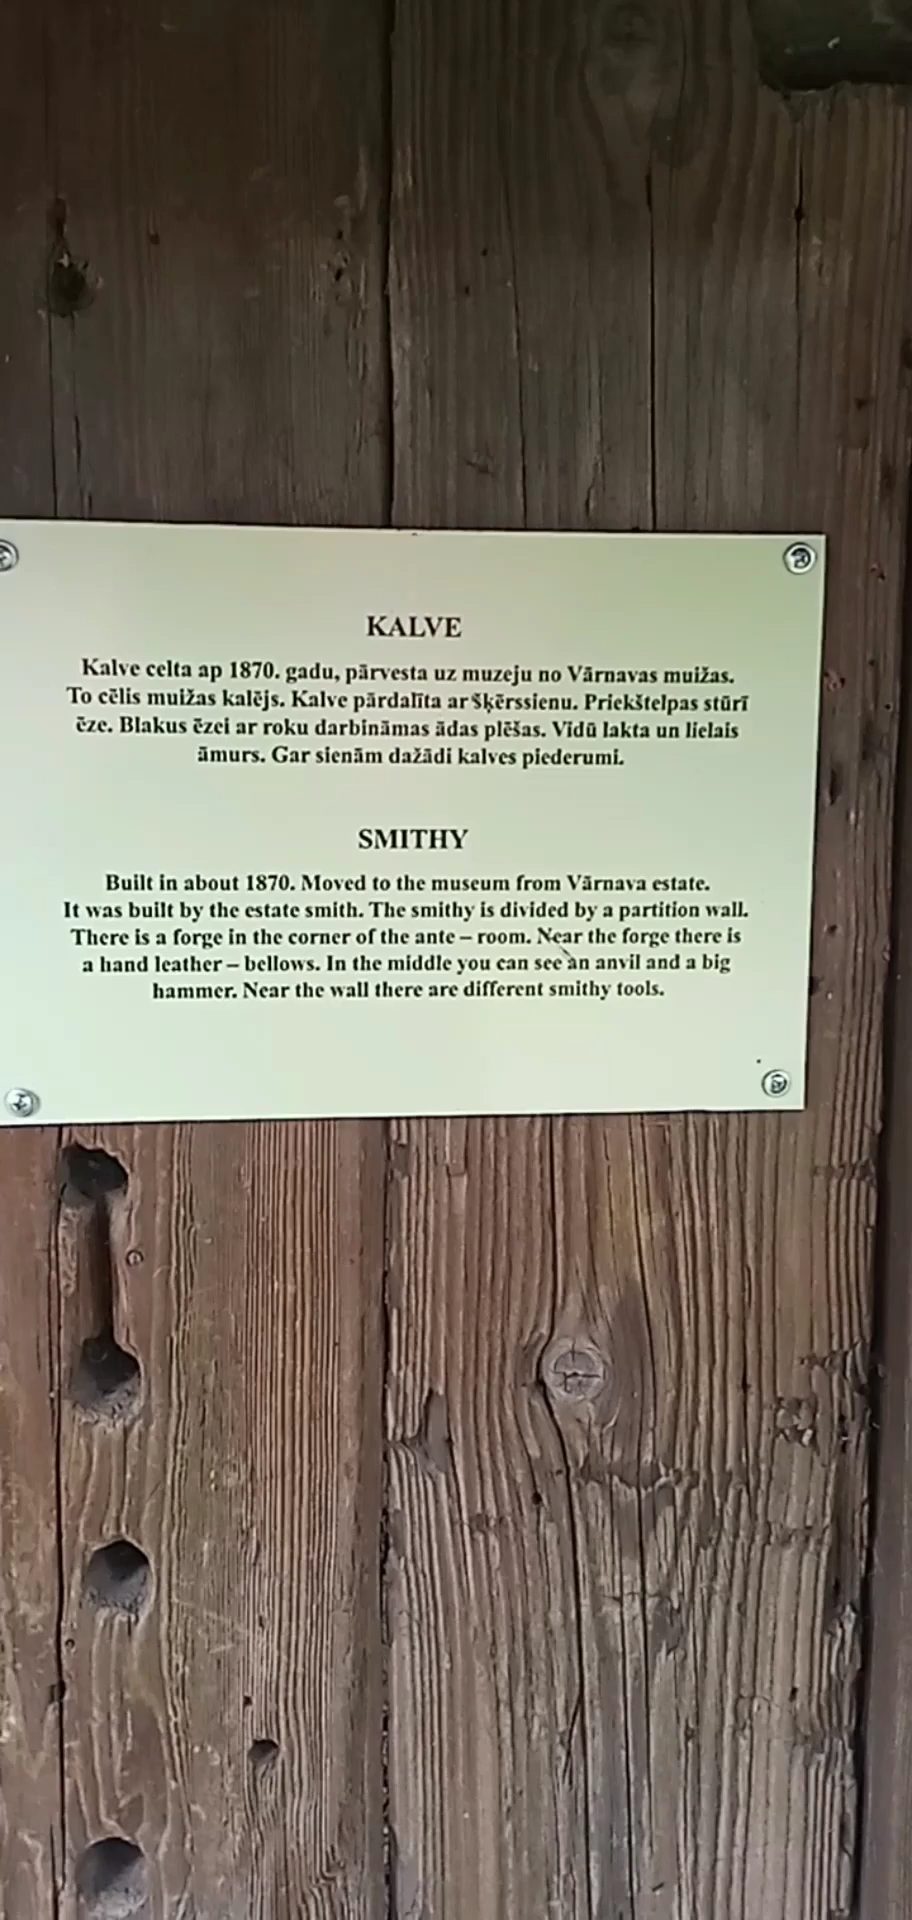 KALVE
Kalve celta ap 1870. gadu, pārvesta uz muzeju no Vārnavas muižas.
To cēlis muižas kalējs. Kalve pārdalīta ar šķērssienu. Priekštelpas stūrī
ēze. Blakus ēzei ar roku darbināmas ādas plēšas. Vidū lakta un lielais
āmurs. Gar sienām dažādi kalves piederumi.
SMITHY
Built in about 1870. Moved to the museum from Vārnava estate.
It was built by the estate smith. The smithy is divided by a partition wall.
There is a forge in the corner of the ante – room. Near the forge there is
a hand leather – bellows. In the middle you can see an anvil and a big
hammer. Near the wall there are different smithy tools.